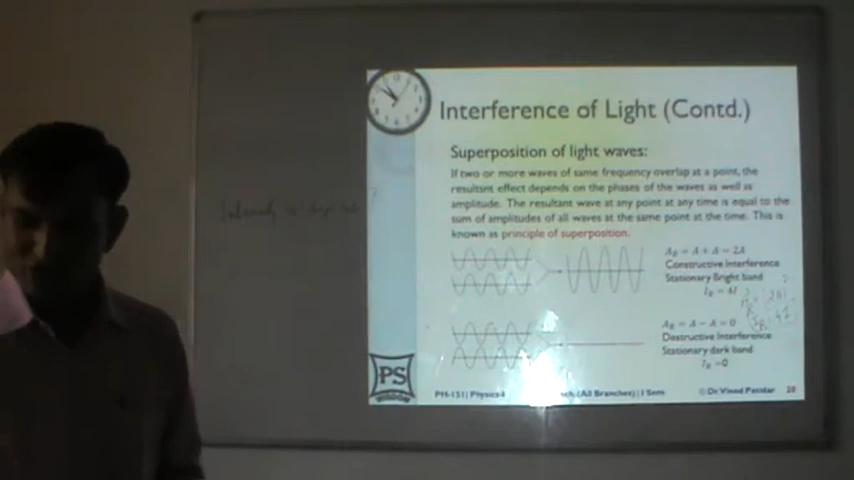 Interference of Light (Contd.)
Superposition of light waves:
If two or more waves of same frequency overlap at a point, the
resultant effect depends on the phases of the waves as well as
amplitude. The resultant wave at any point at any time is equal to the
sum of amplitudes of all waves at the same point at the time. This is
known as principle of superposition.
A_R = A + A = 2A
Constructive Interference
Stationary Bright band
I_R = 4I
A_R = A - A = 0
Destructive Interference
Stationary dark band
I_R = 0
PS
PH-131 | Physics-I (All Branches) | I Sem © Dr Vinod Patidar 20
Intensity